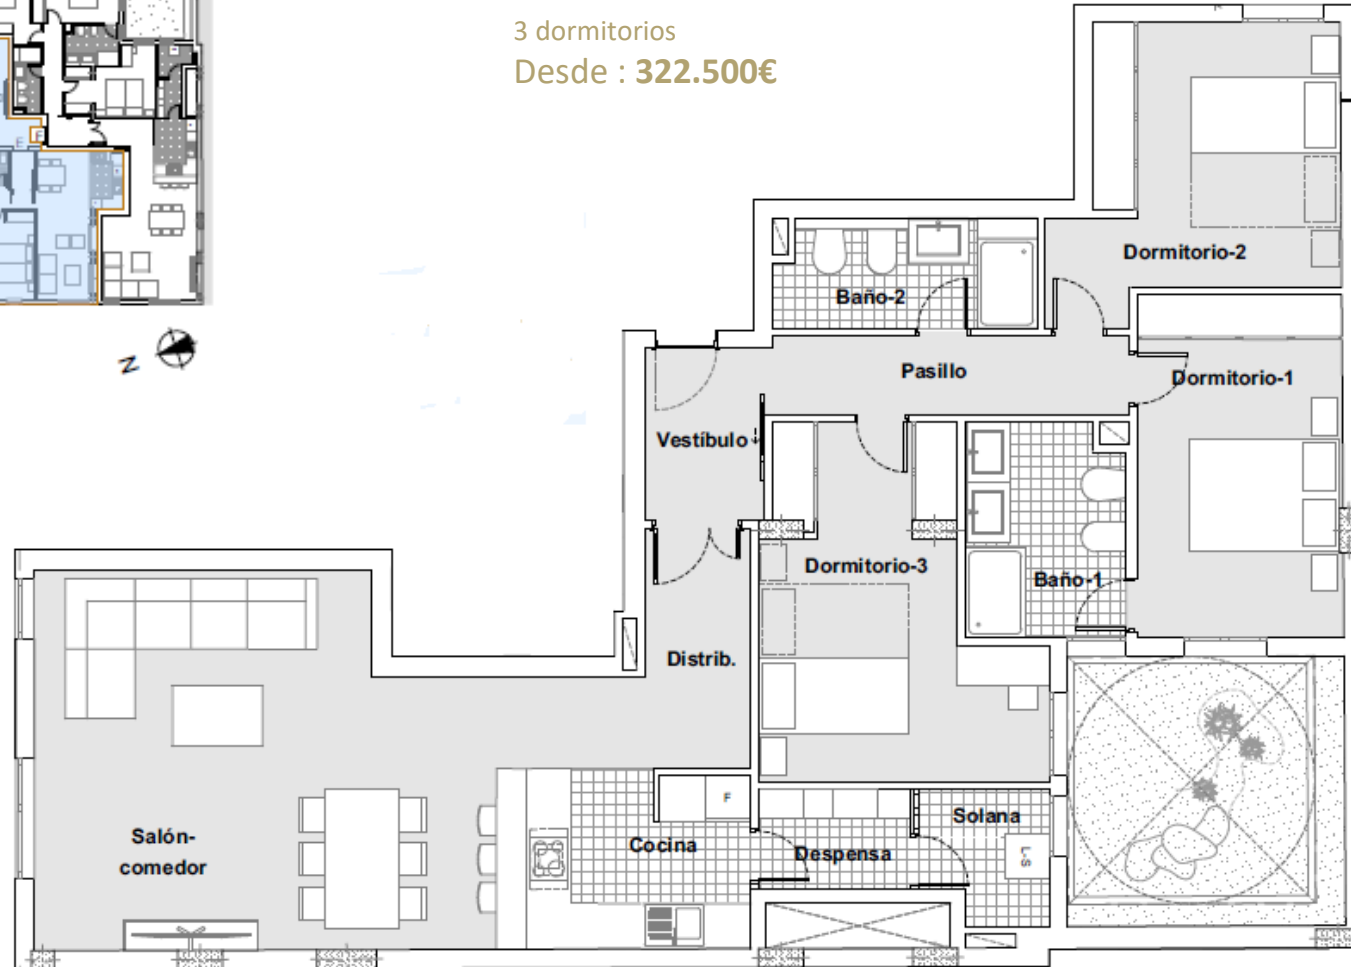 3 dormitorios
Desde : 322.500€
Dormitorio-2
Baño-2
N
Pasillo
Dormitorio-1
Vestíbulo
Dormitorio-3
Baño-1
Distrib.
F
Solana
Salón-
comedor
Cocina
Despensa
L-S
E
E